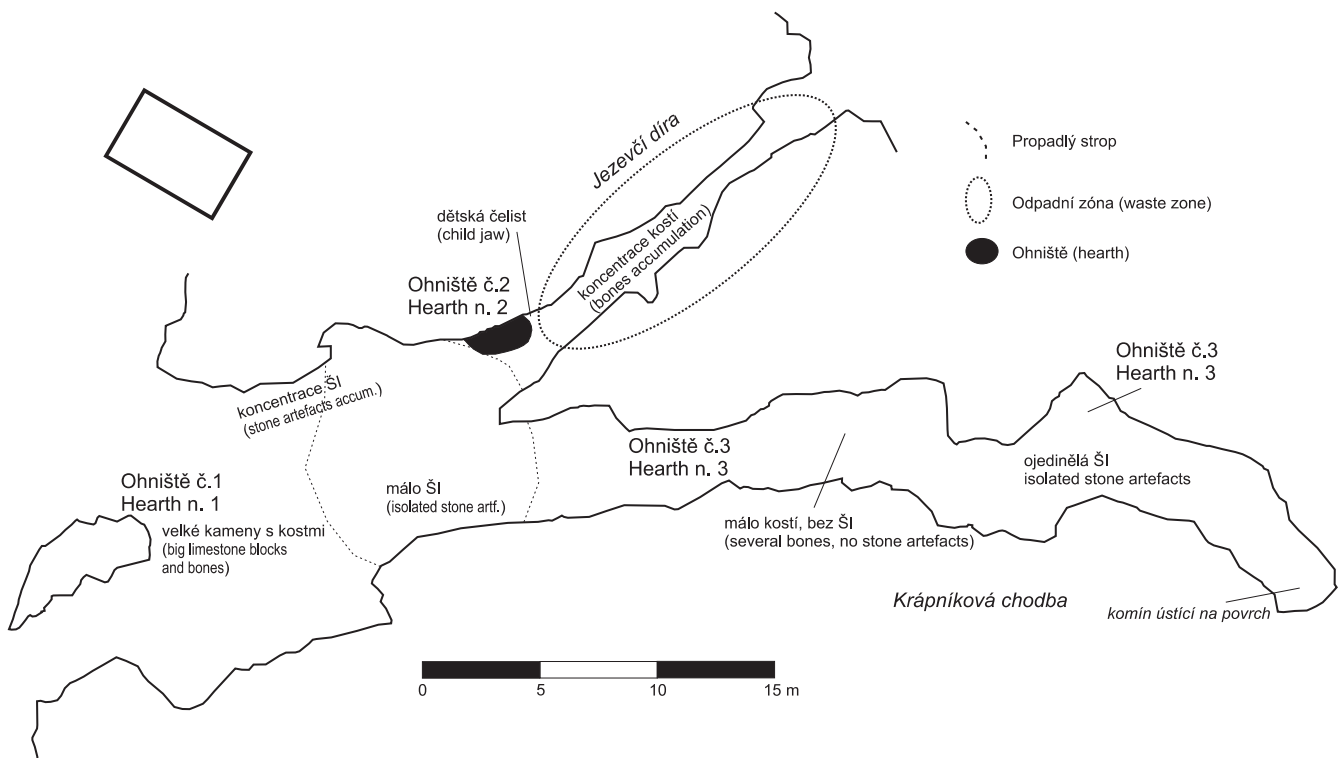 Jezevčí díra
Propadlý strop
Odpadní zóna (waste zone)
Ohniště (hearth)
dětská čelist
(child jaw)
koncentrace kostí
(bones accumulation)
Ohniště č.2
Hearth n. 2
Ohniště č.3
Hearth n. 3
koncentrace ŠI
(stone artefacts accum.)
Ohniště č.3
Hearth n. 3
ojedinělá ŠI
isolated stone artefacts
Ohniště č.1
Hearth n. 1
málo ŠI
(isolated stone artf.)
velké kameny s kostmi
(big limestone blocks
and bones)
málo kostí, bez ŠI
(several bones, no stone artefacts)
Krápníková chodba
komín ústící na povrch
0 5 10 15 m